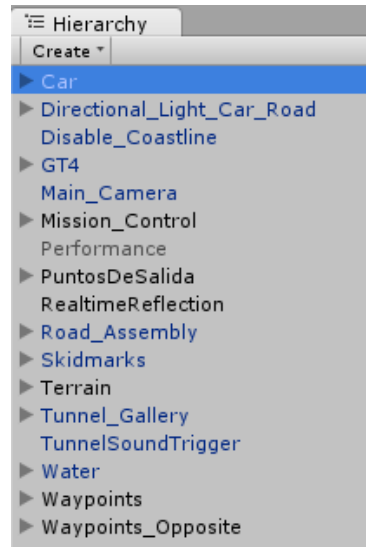 Hierarchy
Create
Car
Directional_Light_Car_Road
Disable_Coastline
GT4
Main_Camera
Mission_Control
Performance
PuntosDeSalida
RealtimeReflection
Road_Assembly
Skidmarks
Terrain
Tunnel_Gallery
TunnelSoundTrigger
Water
Waypoints
Waypoints_Opposite